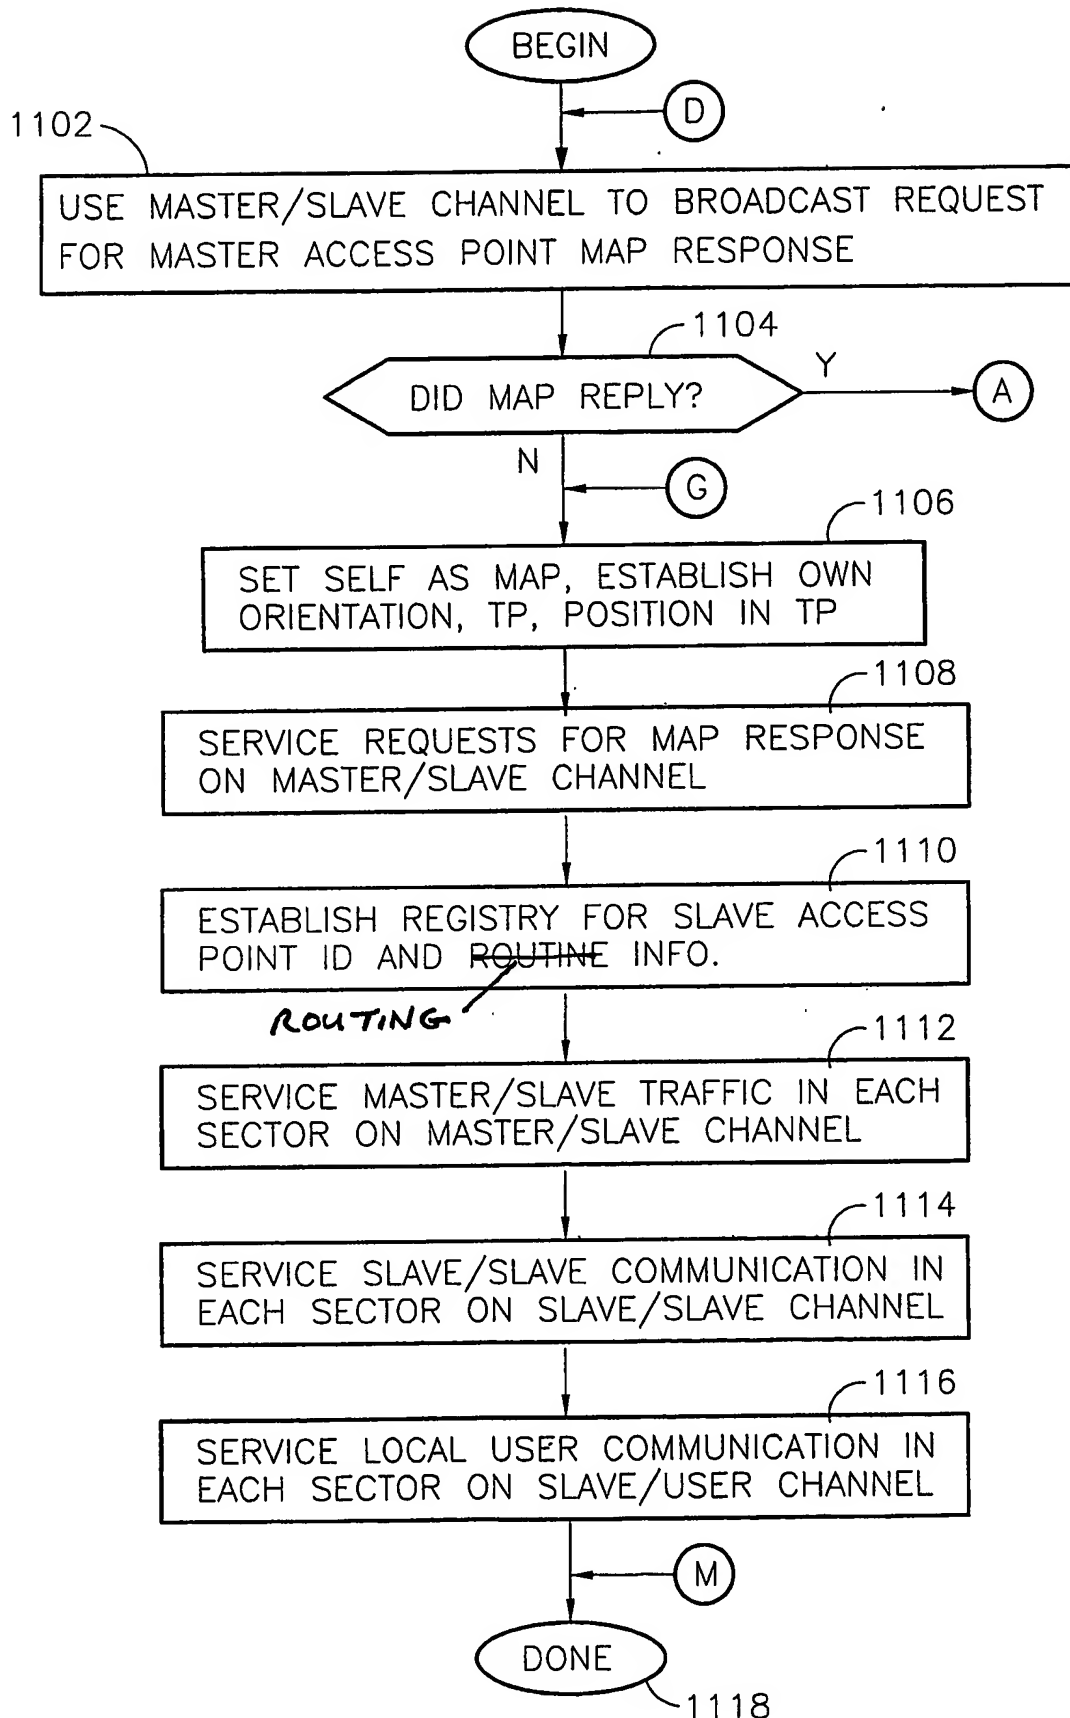 BEGIN
D
1102
USE MASTER/SLAVE CHANNEL TO BROADCAST REQUEST
FOR MASTER ACCESS POINT MAP RESPONSE
1104
DID MAP REPLY?
Y
A
N
G
1106
SET SELF AS MAP, ESTABLISH OWN
ORIENTATION, TP, POSITION IN TP
1108
SERVICE REQUESTS FOR MAP RESPONSE
ON MASTER/SLAVE CHANNEL
1110
ESTABLISH REGISTRY FOR SLAVE ACCESS
POINT ID AND ROUTINE INFO.
ROUTING
1112
SERVICE MASTER/SLAVE TRAFFIC IN EACH
SECTOR ON MASTER/SLAVE CHANNEL
1114
SERVICE SLAVE/SLAVE COMMUNICATION IN
EACH SECTOR ON SLAVE/SLAVE CHANNEL
1116
SERVICE LOCAL USER COMMUNICATION IN
EACH SECTOR ON SLAVE/USER CHANNEL
M
DONE
1118